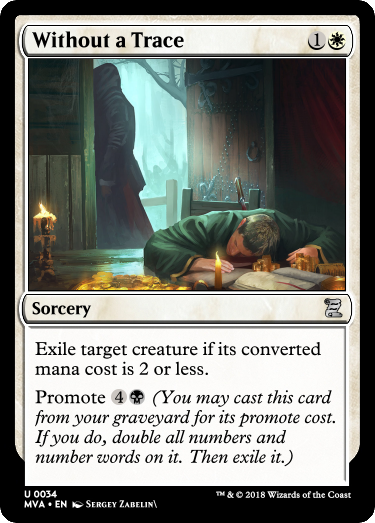 Without a Trace 1
Sorcery
Exile target creature if its converted
mana cost is 2 or less.
Promote 4 (You may cast this card
from your graveyard for its promote cost.
If you do, double all numbers and
number words on it. Then exile it.)
U 0034
MVA • EN Sergey Zabelin\
™ & © 2018 Wizards of the Coast